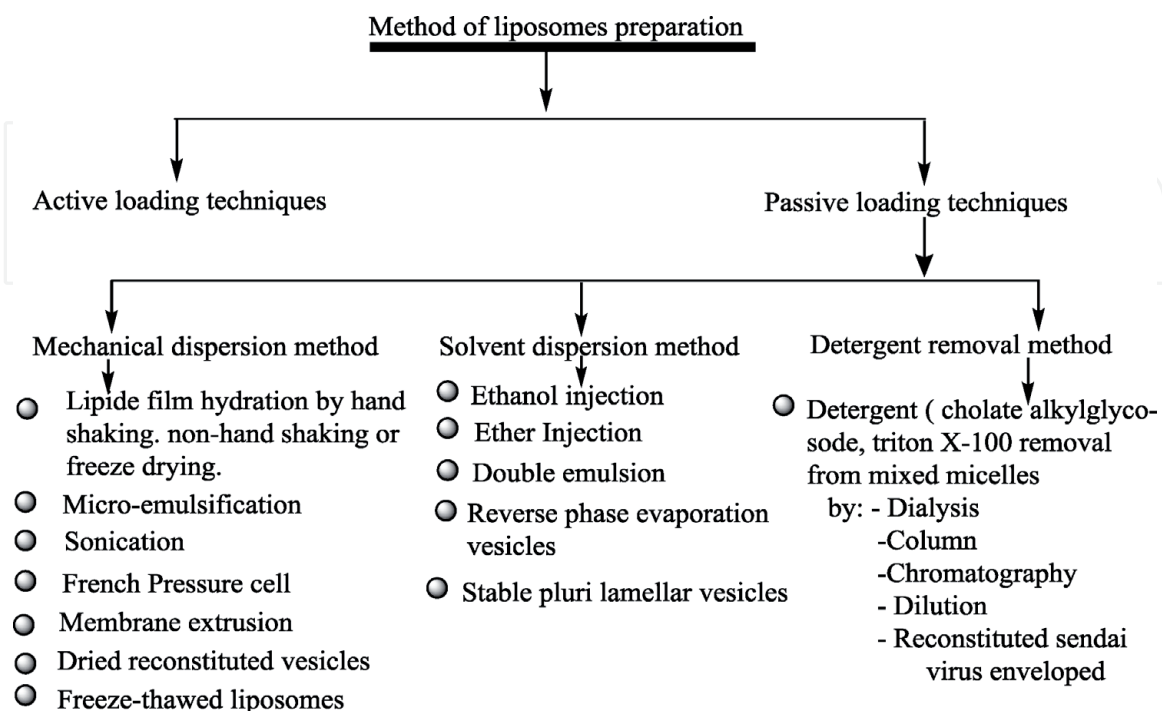 Method of liposomes preparation
Active loading techniques
Passive loading techniques
Mechanical dispersion method
Lipide film hydration by hand
shaking. non-hand shaking or
freeze drying.
Micro-emulsification
Sonication
French Pressure cell
Membrane extrusion
Dried reconstituted vesicles
Freeze-thawed liposomes
Solvent dispersion method
Ethanol injection
Ether Injection
Double emulsion
Reverse phase evaporation
vesicles
Stable pluri lamellar vesicles
Detergent removal method
Detergent ( cholate alkylglyco-
sode, triton X-100 removal
from mixed micelles
by: - Dialysis
-Column
-Chromatography
- Dilution
- Reconstituted sendai
virus enveloped